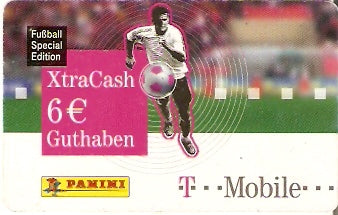 Fußball
Special
Edition
XtraCash
6 €
Guthaben
PANINI
T···Mobile···